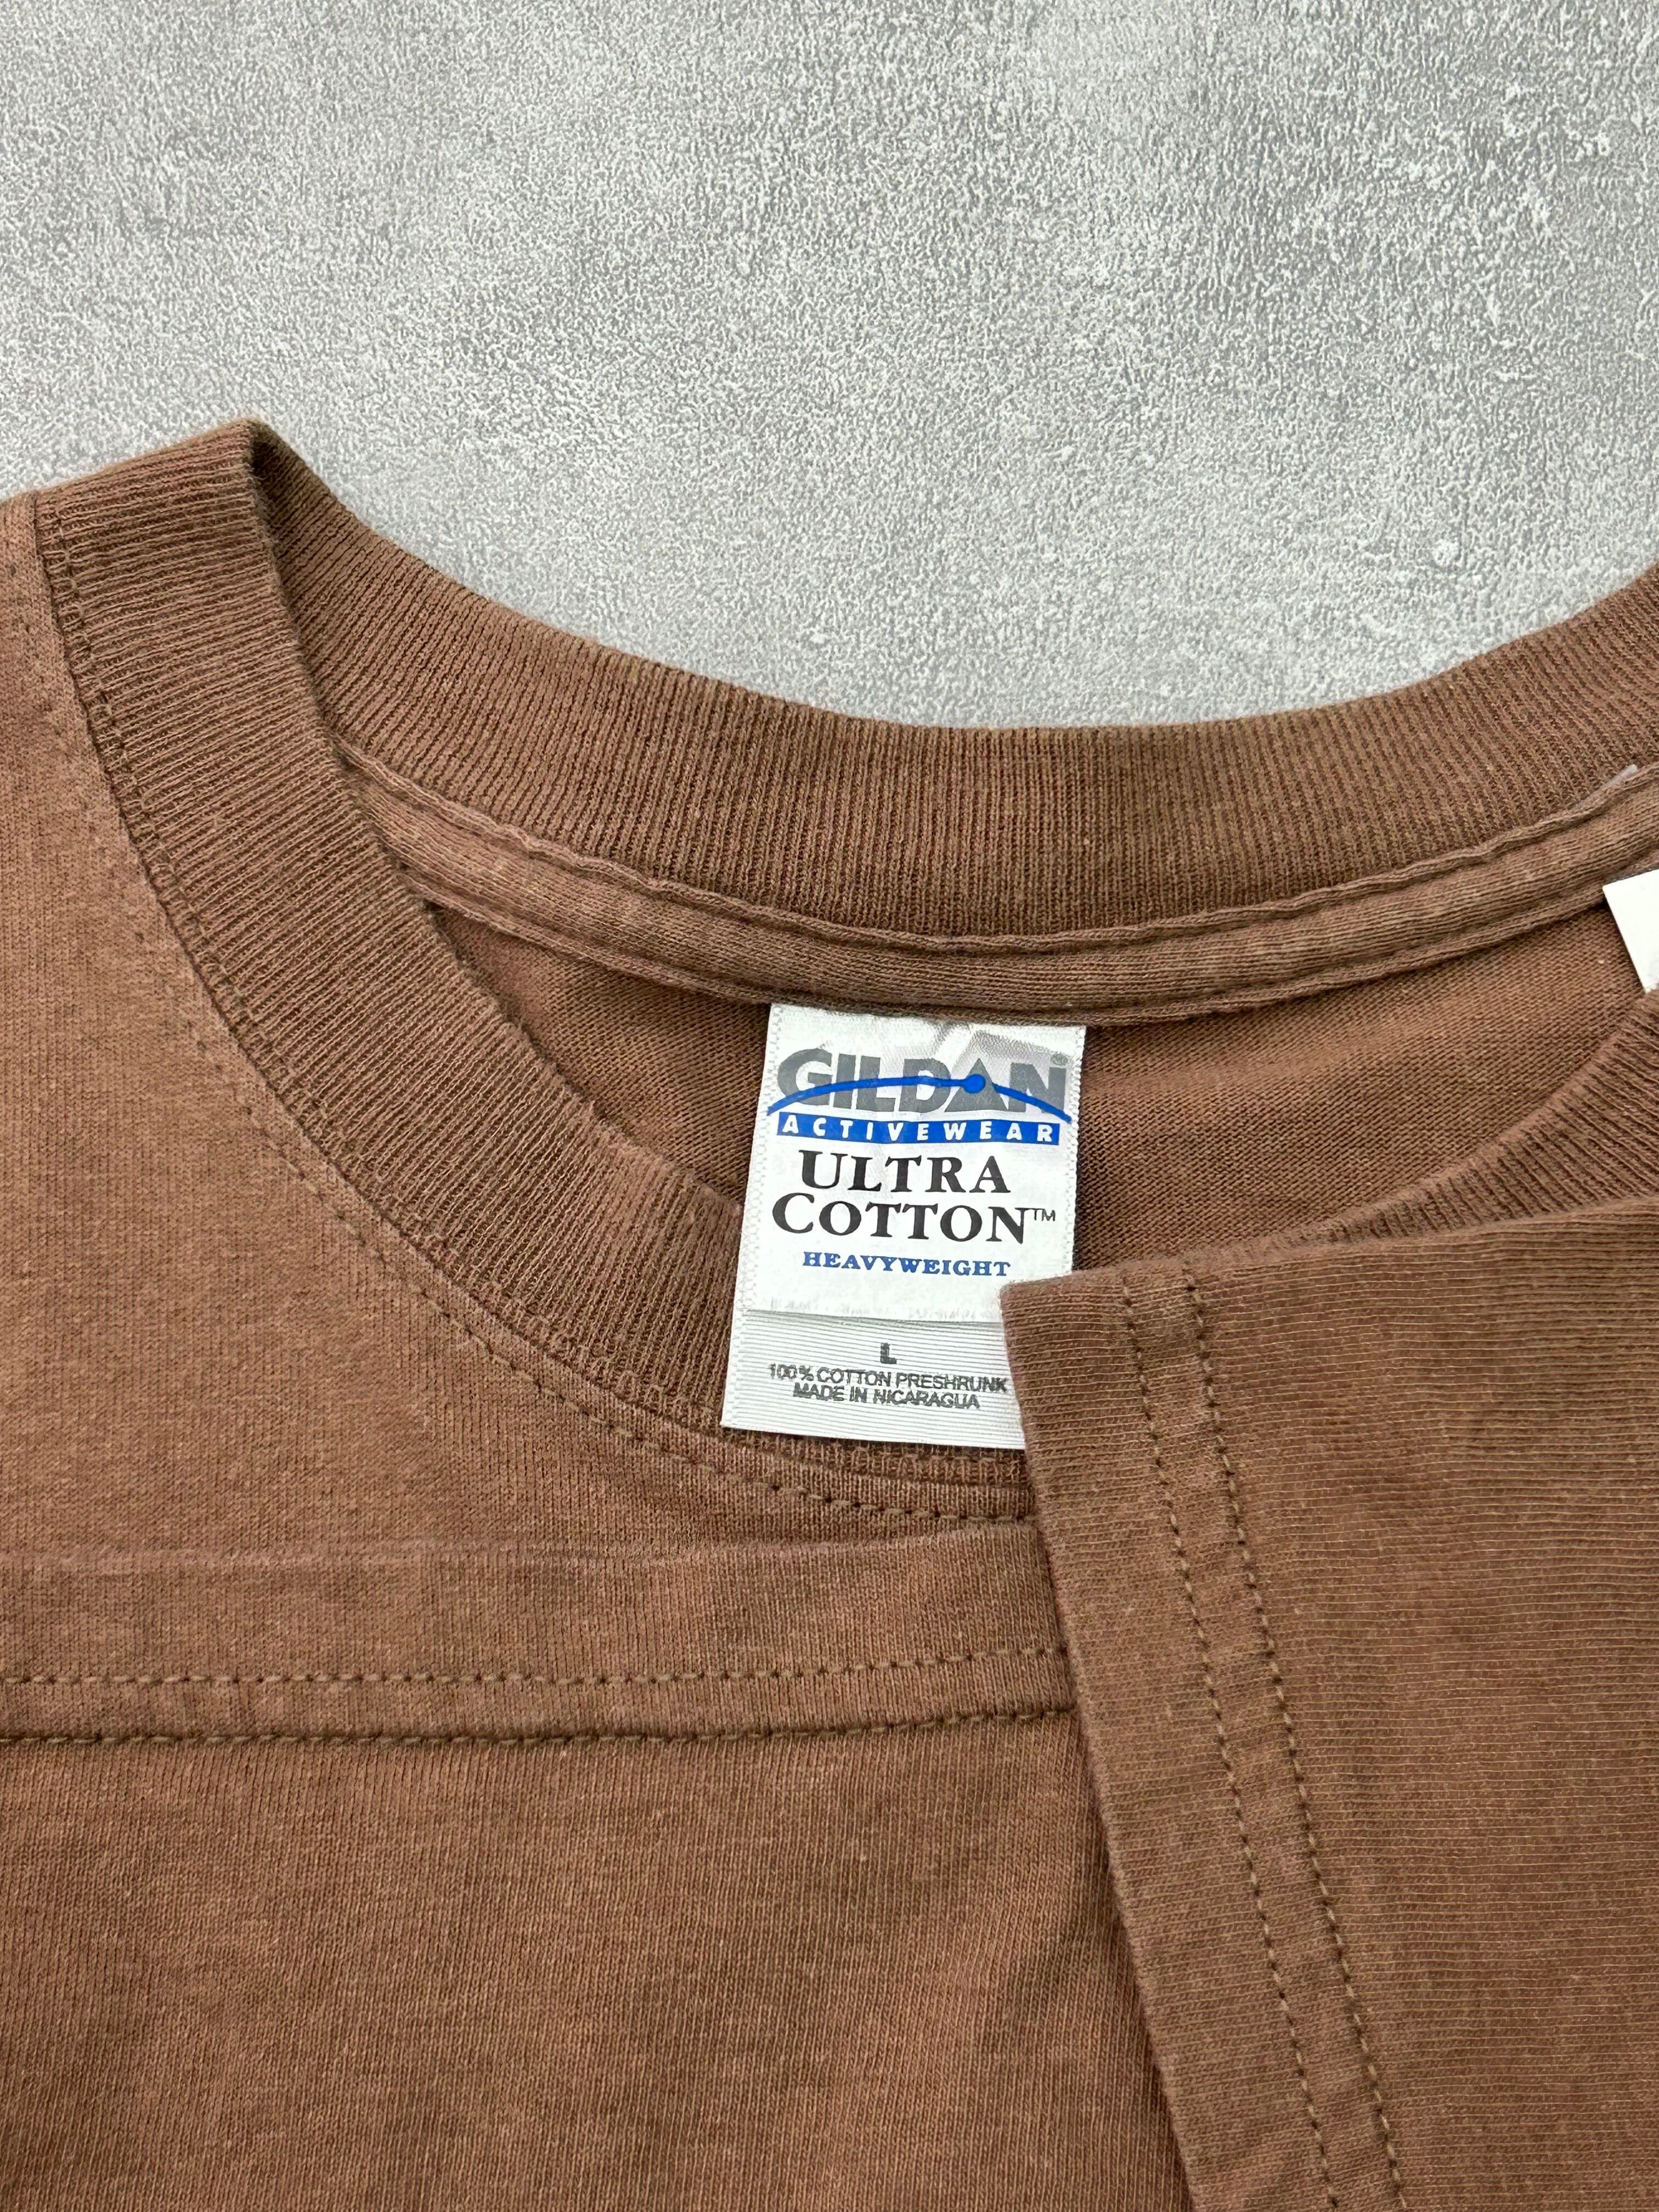 GILDAN
ACTIVEWEAR
ULTRA
COTTON™
HEAVYWEIGHT
L
100% COTTON PRESHRUNK
MADE IN NICARAGUA